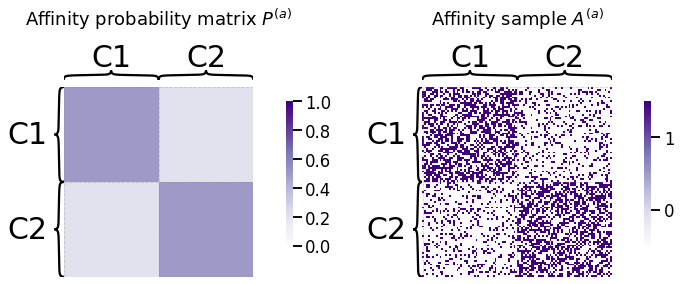 Affinity probability matrix P^(a)
C1 C2
C1
C2
1.0
0.8
0.6
0.4
0.2
0.0
Affinity sample A^(a)
C1 C2
C1
C2
1
0